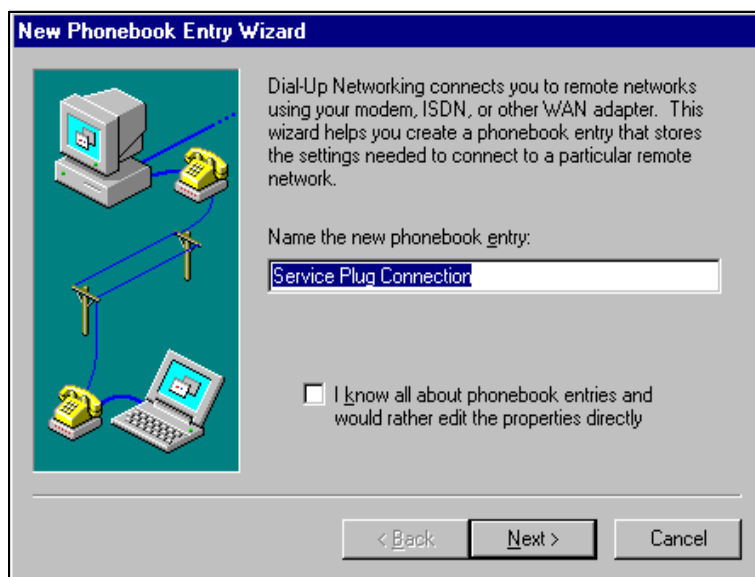 New Phonebook Entry Wizard
Dial-Up Networking connects you to remote networks
using your modem, ISDN, or other WAN adapter. This
wizard helps you create a phonebook entry that stores
the settings needed to connect to a particular remote
network.
Name the new phonebook entry:
Service Plug Connection
I know all about phonebook entries and
would rather edit the properties directly
< Back
Next >
Cancel